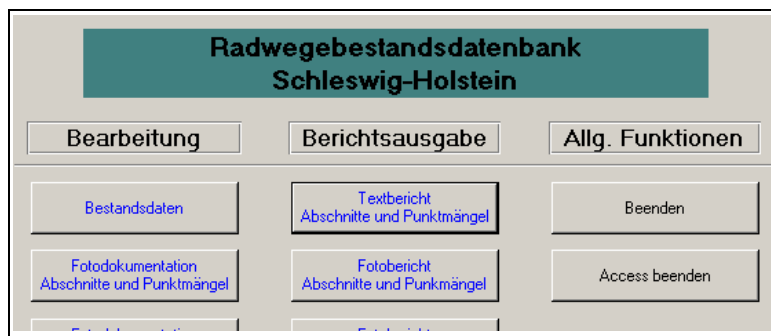 Radwegebestandsdatenbank
Schleswig-Holstein
Bearbeitung
Berichtsausgabe
Allg. Funktionen
Bestandsdaten
Textbericht
Abschnitte und Punktmängel
Beenden
Fotodokumentation
Abschnitte und Punktmängel
Fotobericht
Abschnitte und Punkmängel
Access beenden